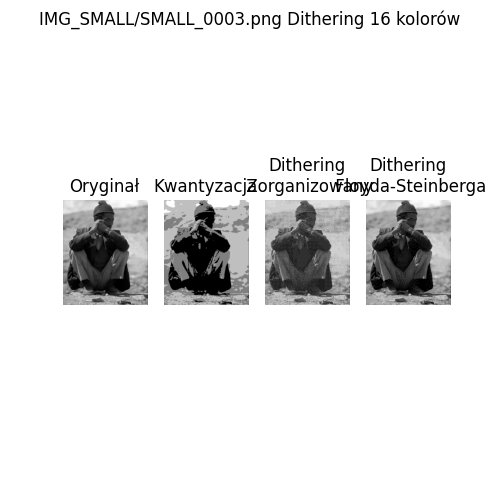 IMG_SMALL/SMALL_0003.png Dithering 16 kolorów
Oryginał
Kwantyzacja
Dithering
Zorganizowany
Dithering
Floyda-Steinberga